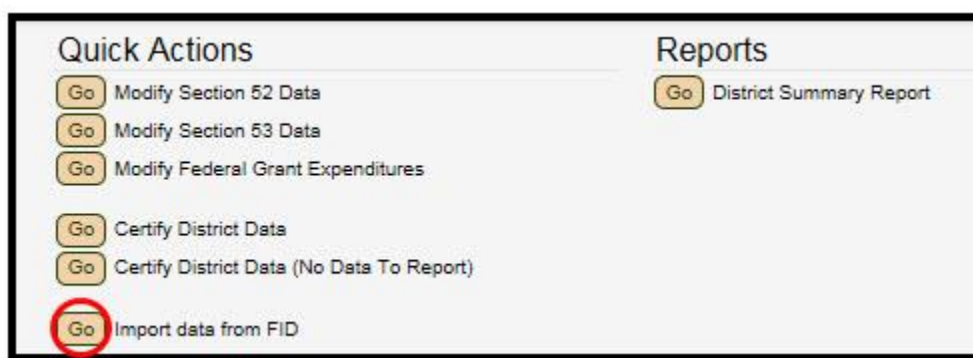 Quick Actions
Go Modify Section 52 Data
Go Modify Section 53 Data
Go Modify Federal Grant Expenditures
Go Certify District Data
Go Certify District Data (No Data To Report)
Go Import data from FID
Reports
Go District Summary Report